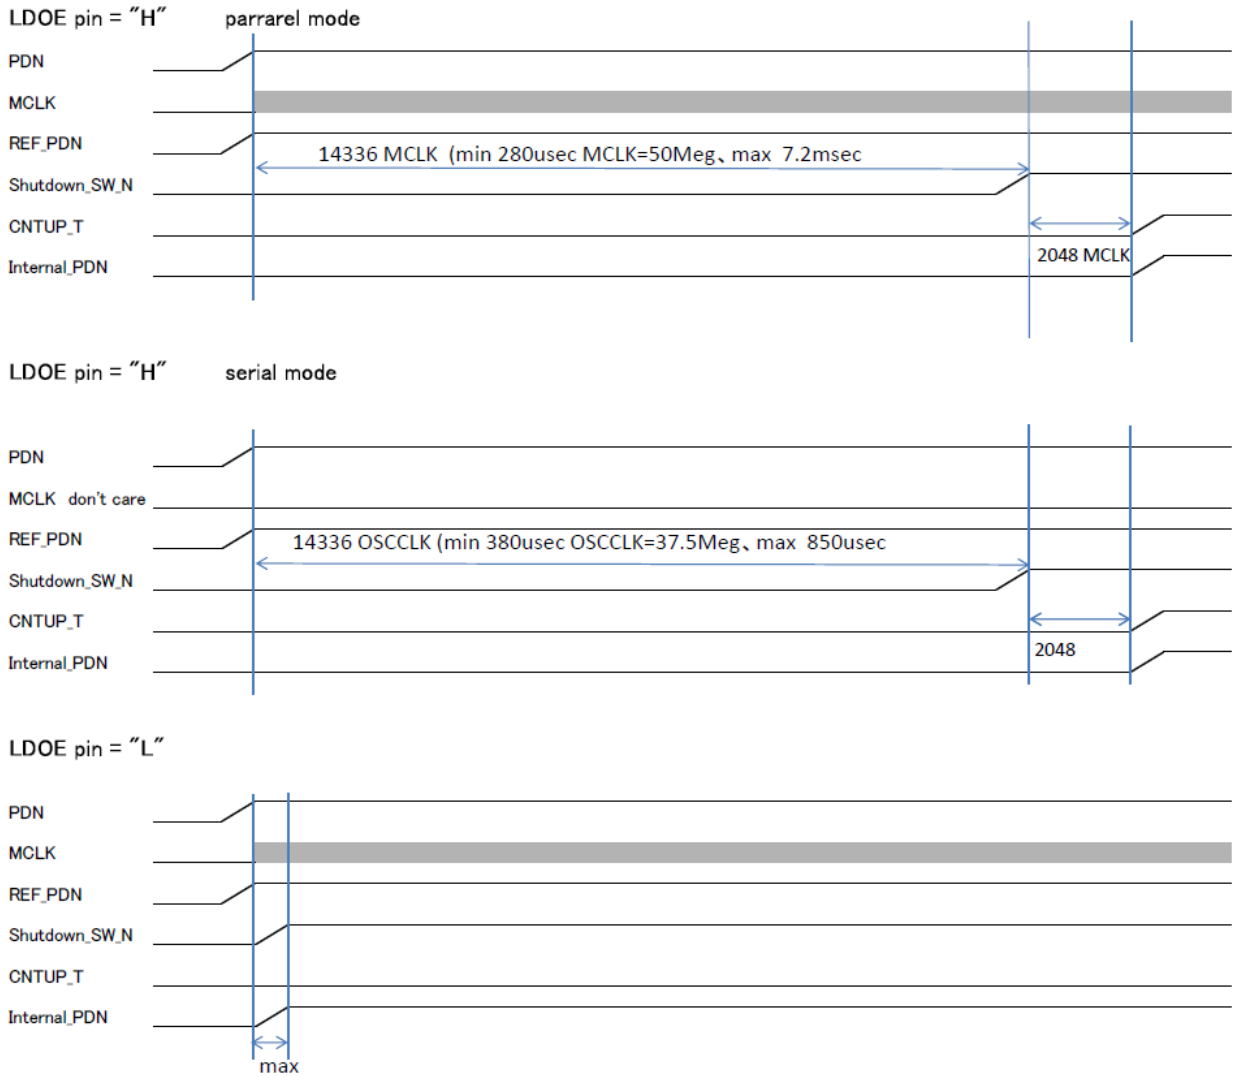 LDOE pin = "H" parrarel mode
PDN
MCLK
REF_PDN
14336 MCLK (min 280usec MCLK=50Meg、max 7.2msec
Shutdown_SW_N
CNTUP_T
2048 MCLK
Internal_PDN
LDOE pin = "H" serial mode
PDN
MCLK don't care
REF_PDN
14336 OSCCLK (min 380usec OSCCLK=37.5Meg、max 850usec
Shutdown_SW_N
CNTUP_T
2048
Internal_PDN
LDOE pin = "L"
PDN
MCLK
REF_PDN
Shutdown_SW_N
CNTUP_T
Internal_PDN
max